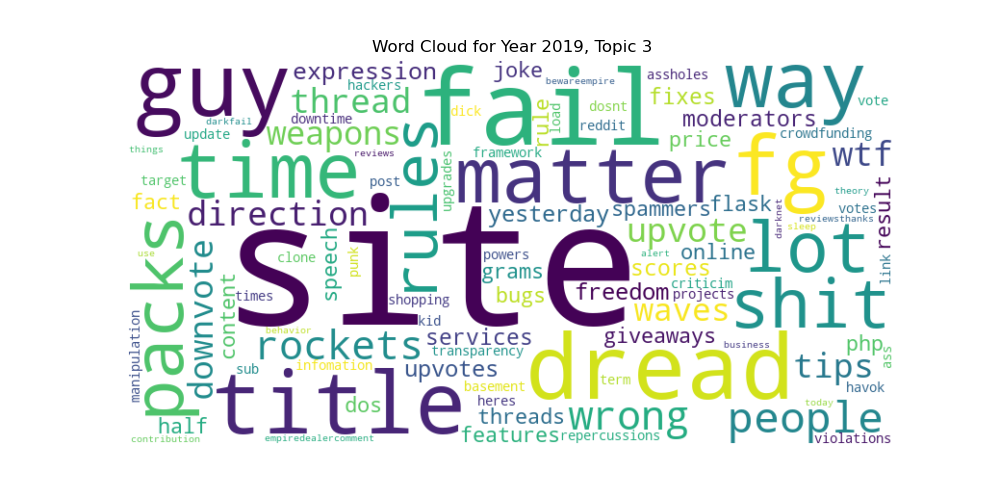 Word Cloud for Year 2019, Topic 3
guy
expression
hackers
fail
joke
bewareempire
assholes
way
vote
darkfail
update
downtime
thread
weapons
dick
dosnt
reddit
rule
load
fixes
moderators
price
crowdfunding
things
time
reviews
post
rules
upgrades
framework
matter
fg
wtf
target
fact
direction
theory
packs
downvote
site
yesterday
spammers
flask
votes
reviewsthanks
result
darknet
sleep
upvote
online
lot
link
use
content
clone
speech
punk
powers
grams
alert
scores
criticim
times
shopping
bugs
freedom
projects
shit
manipulation
kid
waves
behavior
rockets
services
giveaways
business
php
ass
sub
infomation
transparency
upvotes
dread
term
tips
havok
title
dos
basement
heres
threads
wrong
people
today
half
contribution
empiredealercomment
features
repercussions
violations